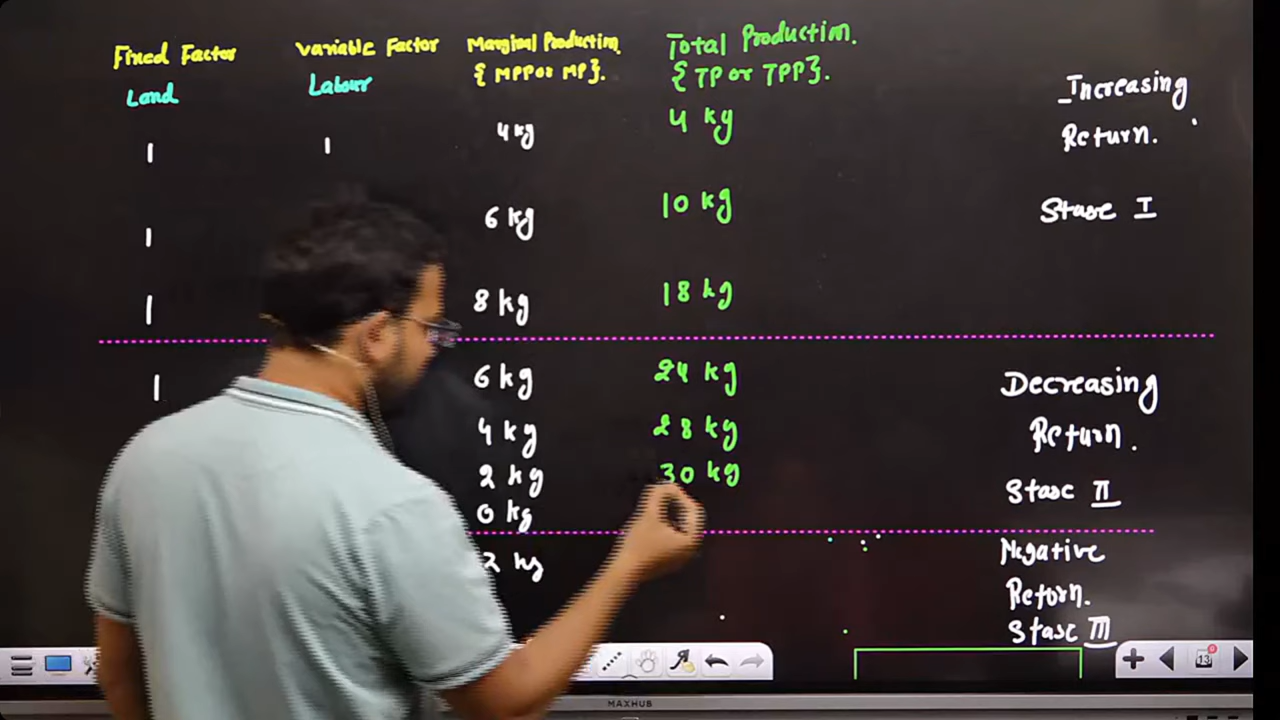 Fixed Factor Variable Factor Marginal Production Total Production.
Land Labour {MPP or MP}. {TP or TPP}.
1 1 4 kg 4 kg Increasing
Return.
1 6 kg 10 kg Stage I
1 8 kg 18 kg
1 6 kg 24 kg Decreasing
4 kg 28 kg Return.
2 kg 30 kg Stage II
0 kg
2 kg Negative
Return.
Stage III
13
MAXHUB